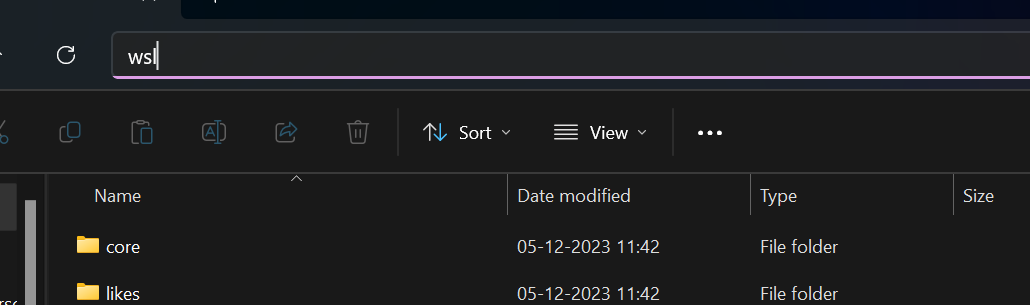 wsl
Sort
View
Name
Date modified
Type
Size
core
05-12-2023 11:42
File folder
likes
05-12-2023 11:42
File folder